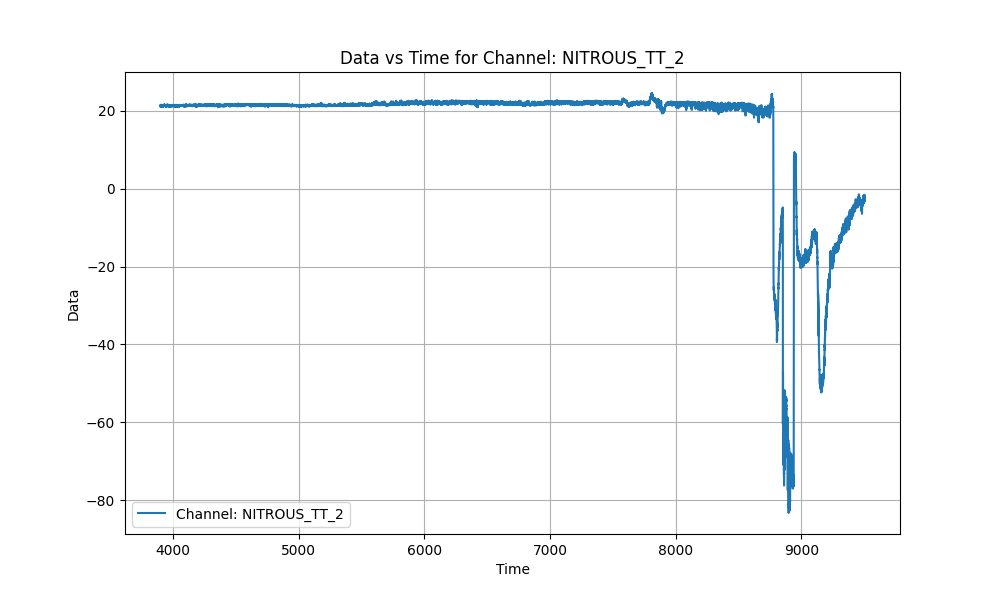 Data vs Time for Channel: NITROUS_TT_2
20
0
−20
−40
−60
−80
Data
Channel: NITROUS_TT_2
4000 5000 6000 7000 8000 9000
Time